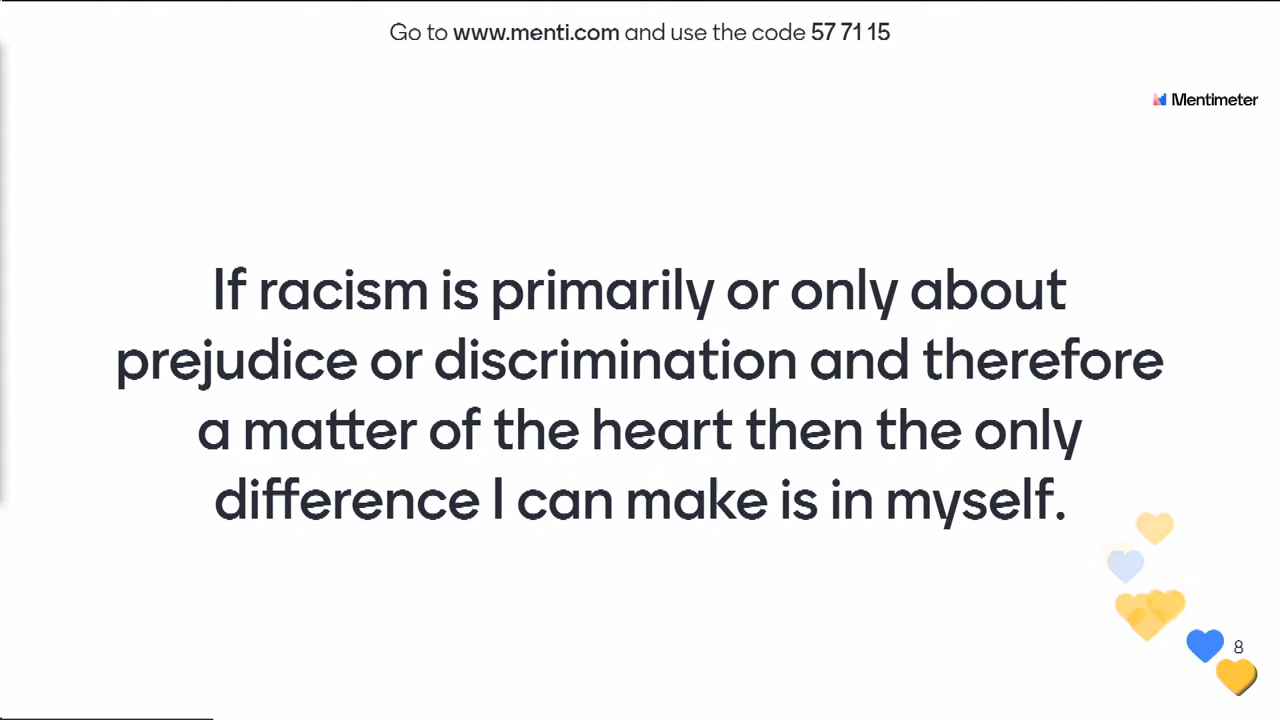 Go to www.menti.com and use the code 57 71 15
Mentimeter
If racism is primarily or only about
prejudice or discrimination and therefore
a matter of the heart then the only
difference I can make is in myself.
8